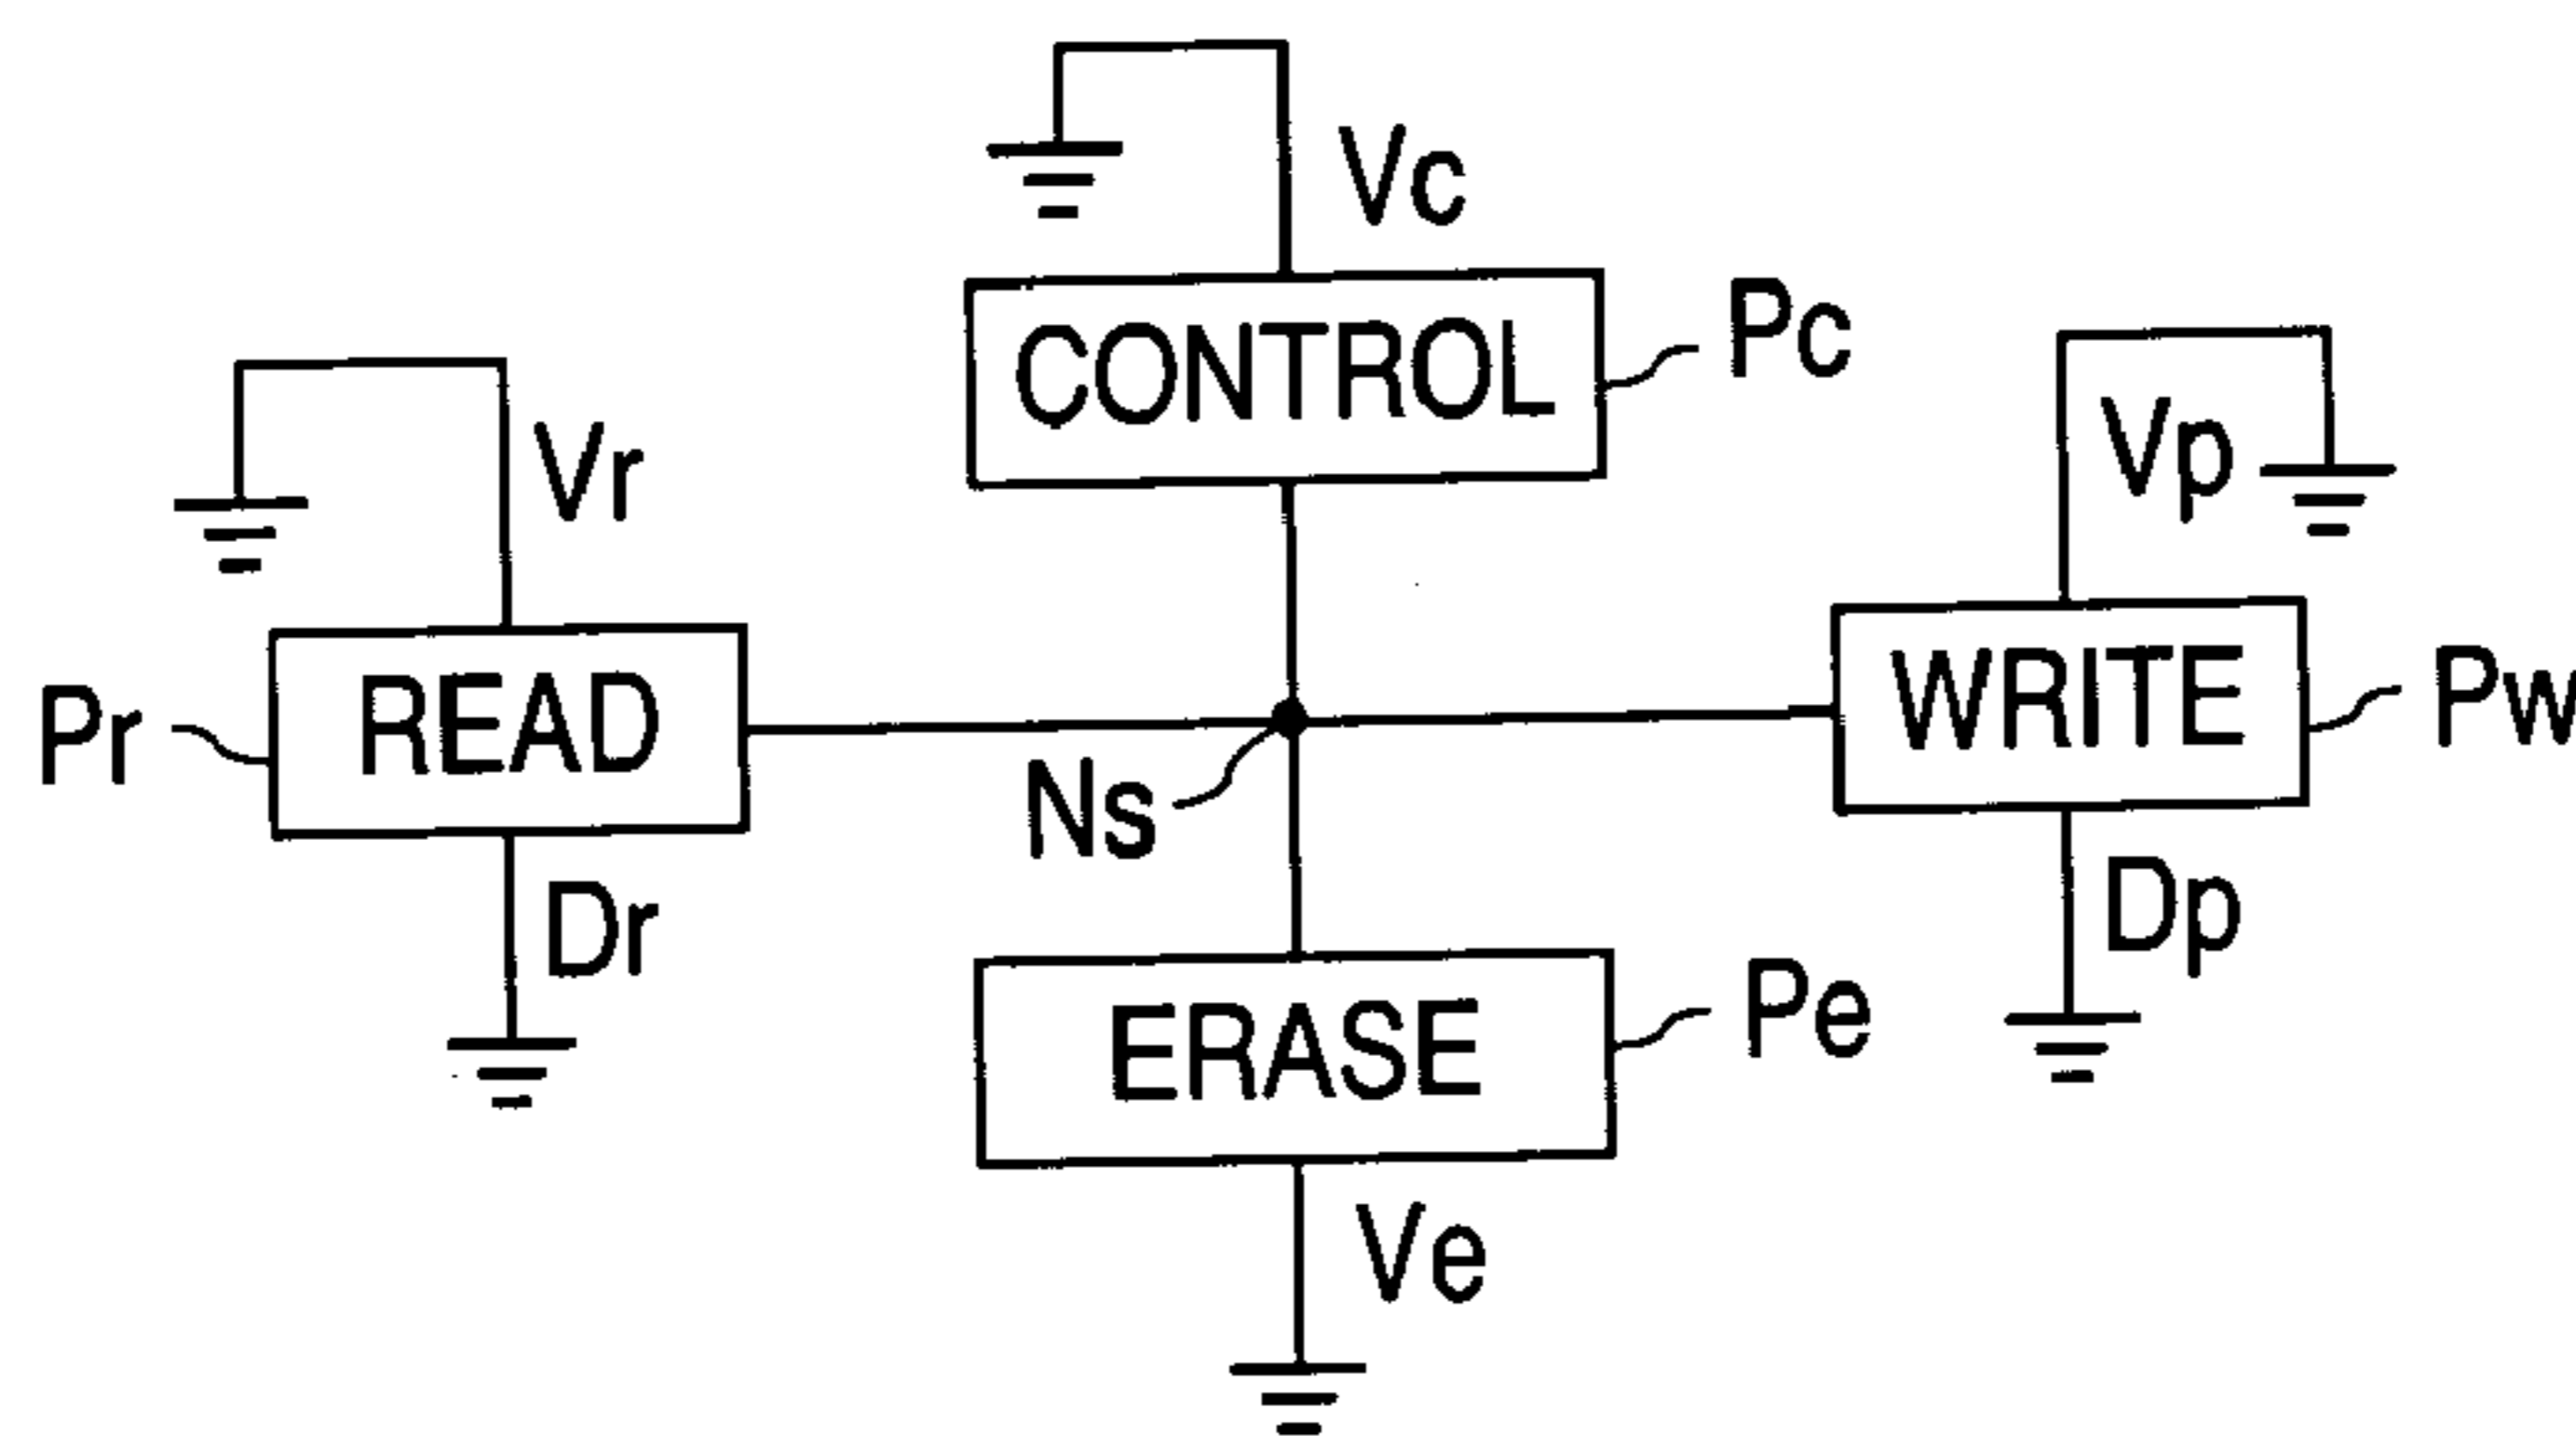 Vc
CONTROL
Pc
Vr
Vp
Pr
READ
WRITE
Pw
Ns
Dr
Dp
ERASE
Pe
Ve